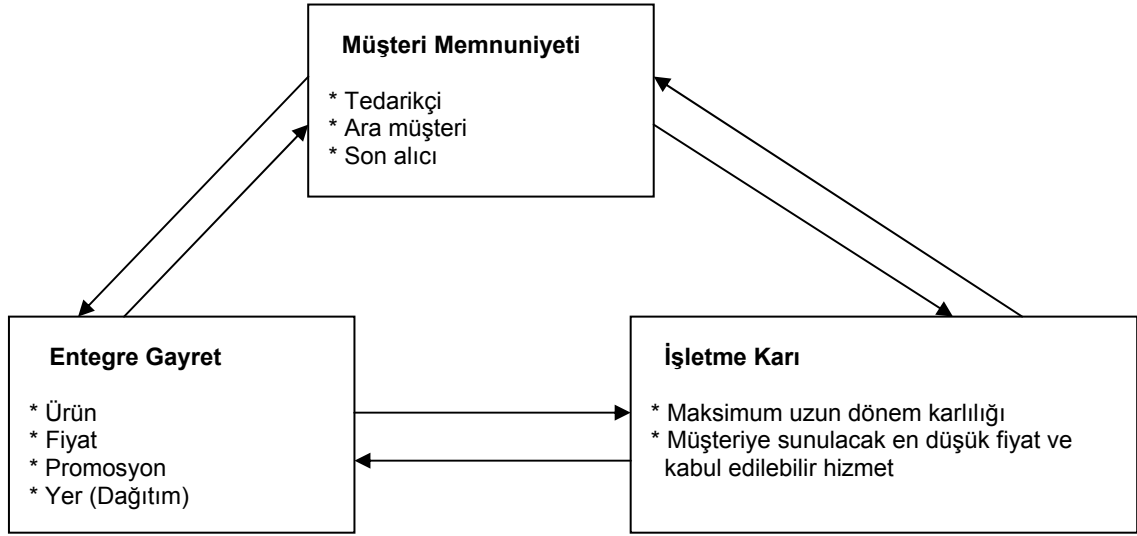 Müşteri Memnuniyeti
* Tedarikçi
* Ara müşteri
* Son alıcı
Entegre Gayret
* Ürün
* Fiyat
* Promosyon
* Yer (Dağıtım)
İşletme Karı
* Maksimum uzun dönem karlılığı
* Müşteriye sunulacak en düşük fiyat ve
kabul edilebilir hizmet